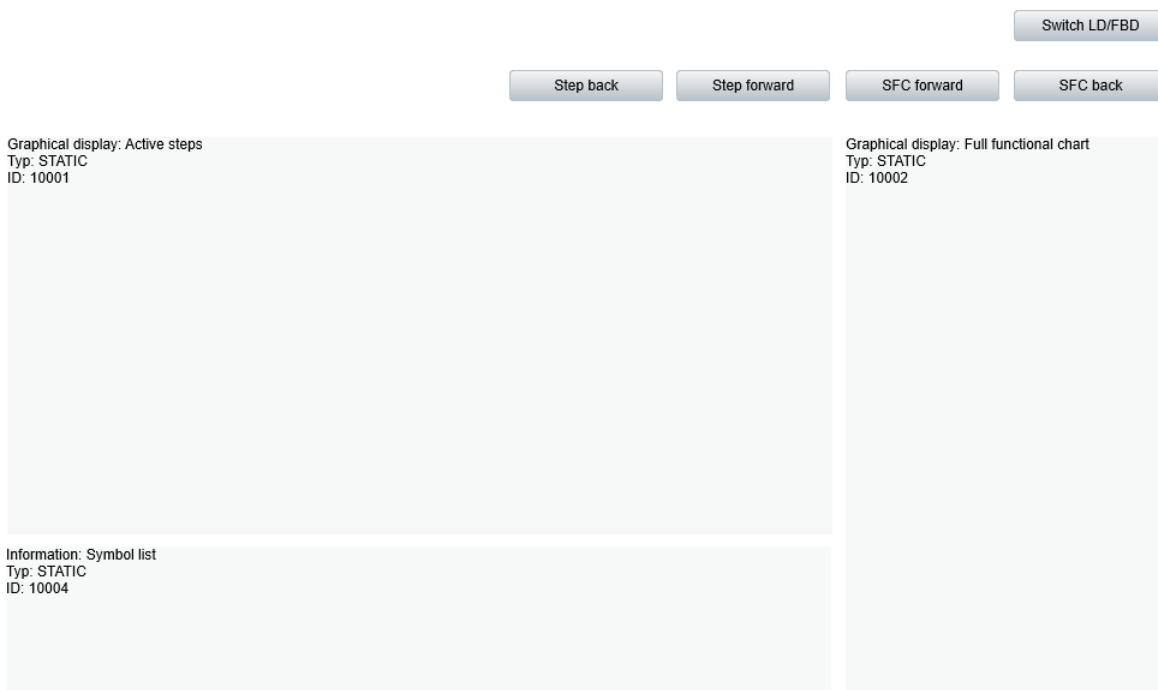 Switch LD/FBD
Step back
Step forward
SFC forward
SFC back
Graphical display: Active steps
Typ: STATIC
ID: 10001
Graphical display: Full functional chart
Typ: STATIC
ID: 10002
Information: Symbol list
Typ: STATIC
ID: 10004